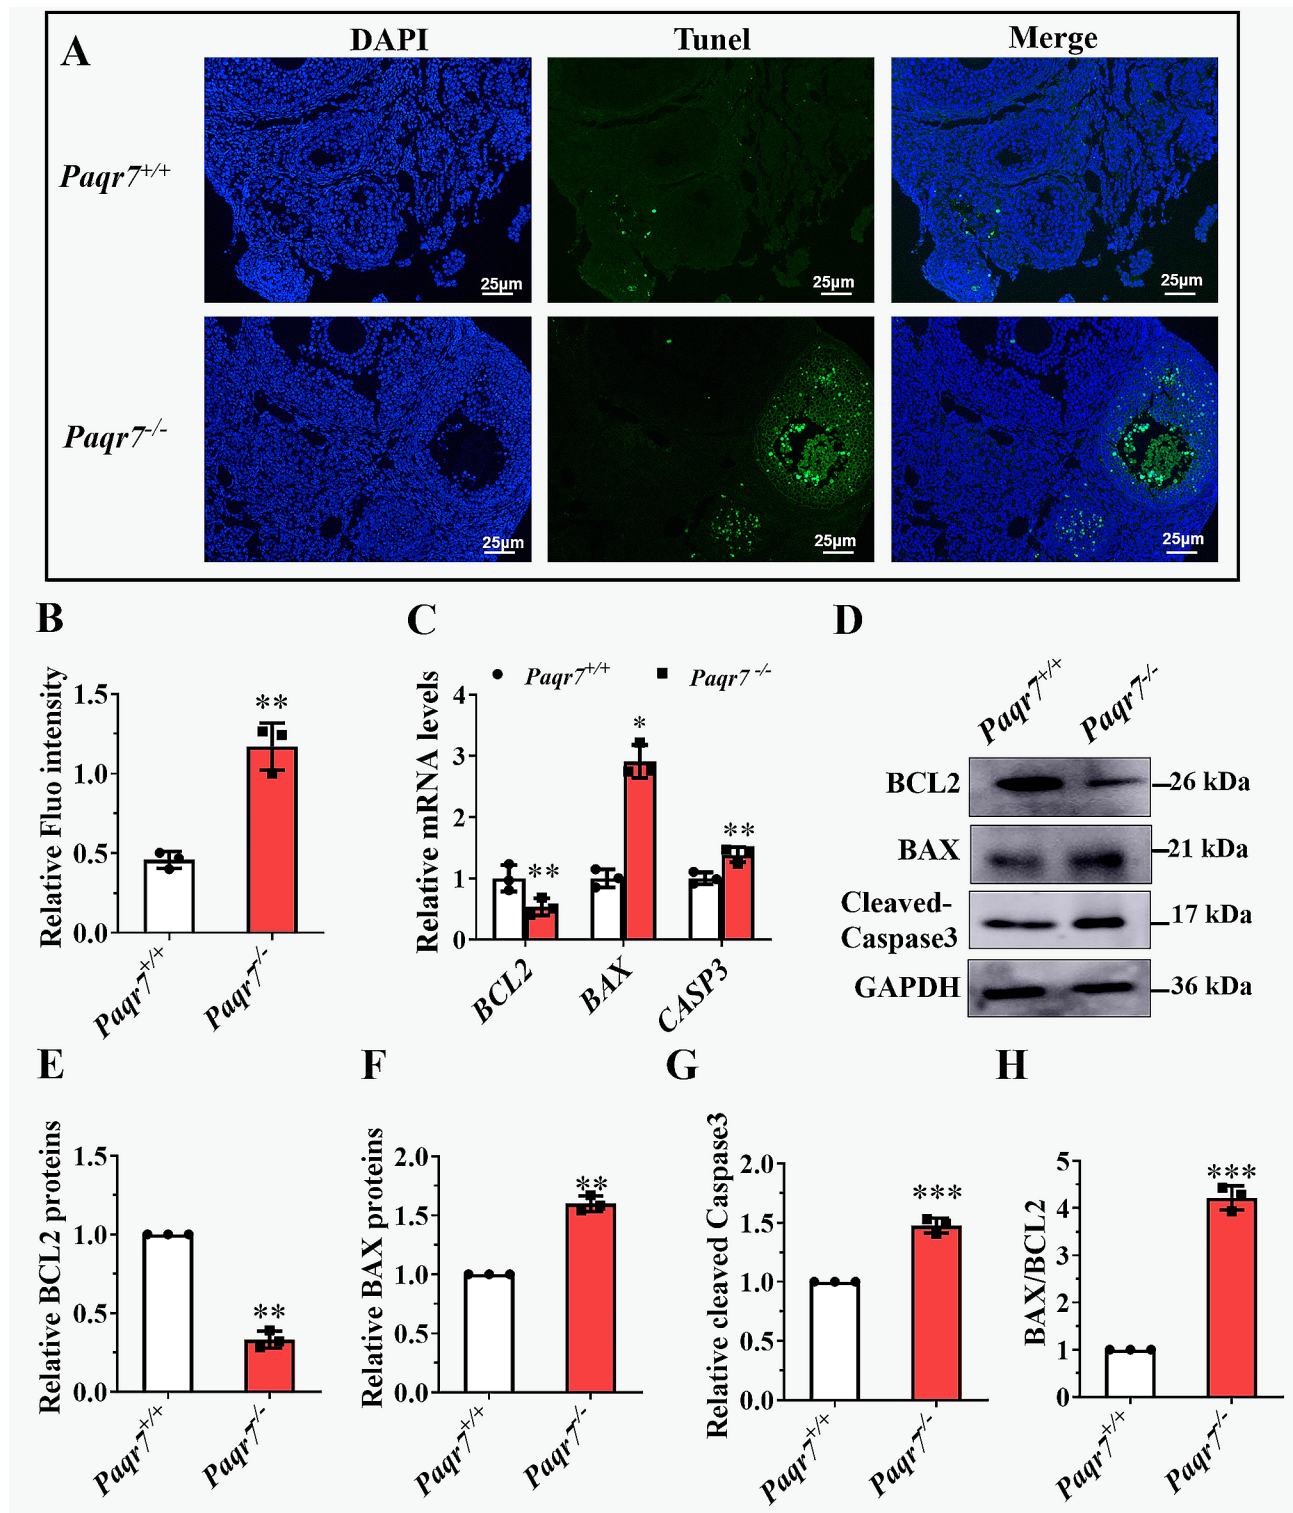 A
DAPI Tunel Merge
Paqr7+/+
25μm 25μm 25μm
Paqr7-/-
25μm 25μm 25μm
B
Relative Fluo intensity
1.5
1.0
0.5
0.0
**
Paqr7+/+ Paqr7-/-
C
Paqr7+/+ Paqr7 -/-
Relative mRNA levels
4
3
2
1
0
** * **
BCL2 BAX CASP3
D
Paqr7+/+ Paqr7-/-
BCL2 26 kDa
BAX 21 kDa
Cleaved-
Caspase3 17 kDa
GAPDH 36 kDa
E
Relative BCL2 proteins
1.5
1.0
0.5
0.0
**
Paqr7+/+ Paqr7-/-
F
Relative BAX proteins
2.0
1.5
1.0
0.5
0.0
**
Paqr7+/+ Paqr7-/-
G
Relative cleaved Caspase3
2.0
1.5
1.0
0.5
0.0
***
Paqr7+/+ Paqr7-/-
H
BAX/BCL2
5
4
3
2
1
0
***
Paqr7+/+ Paqr7-/-